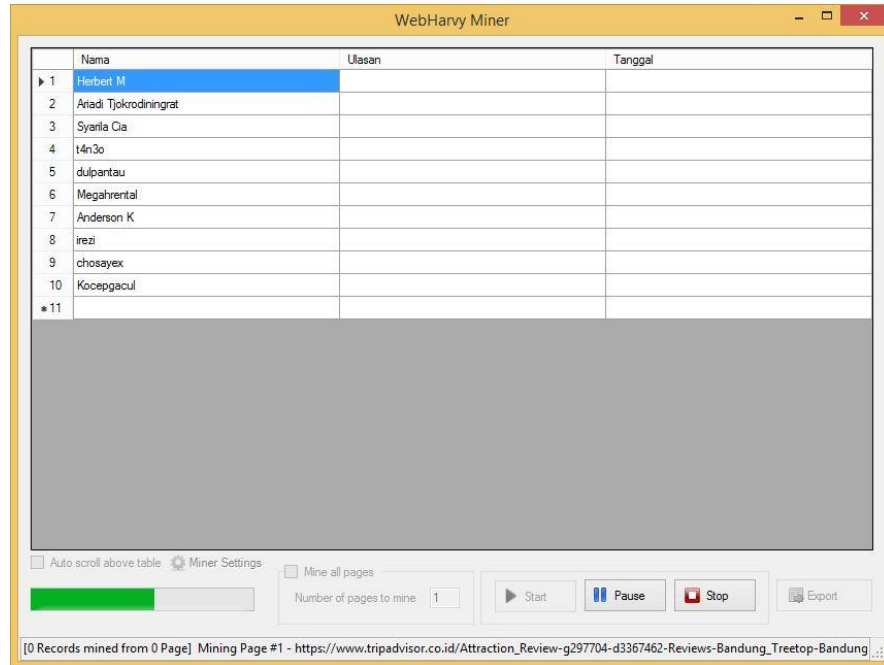 WebHarvy Miner
Nama Ulasan Tanggal
1 Herbert M
2 Ariadi Tjokrodiningrat
3 Syarila Cia
4 t4n3o
5 dulpantau
6 Megahrental
7 Anderson K
8 irezi
9 chosayex
10 Kocepgacul
* 11
Auto scroll above table Miner Settings
Mine all pages
Number of pages to mine 1 Start Pause Stop Export
[0 Records mined from 0 Page] Mining Page #1 - https://www.tripadvisor.co.id/Attraction_Review-g297704-d3367462-Reviews-Bandung_Treetop-Bandung